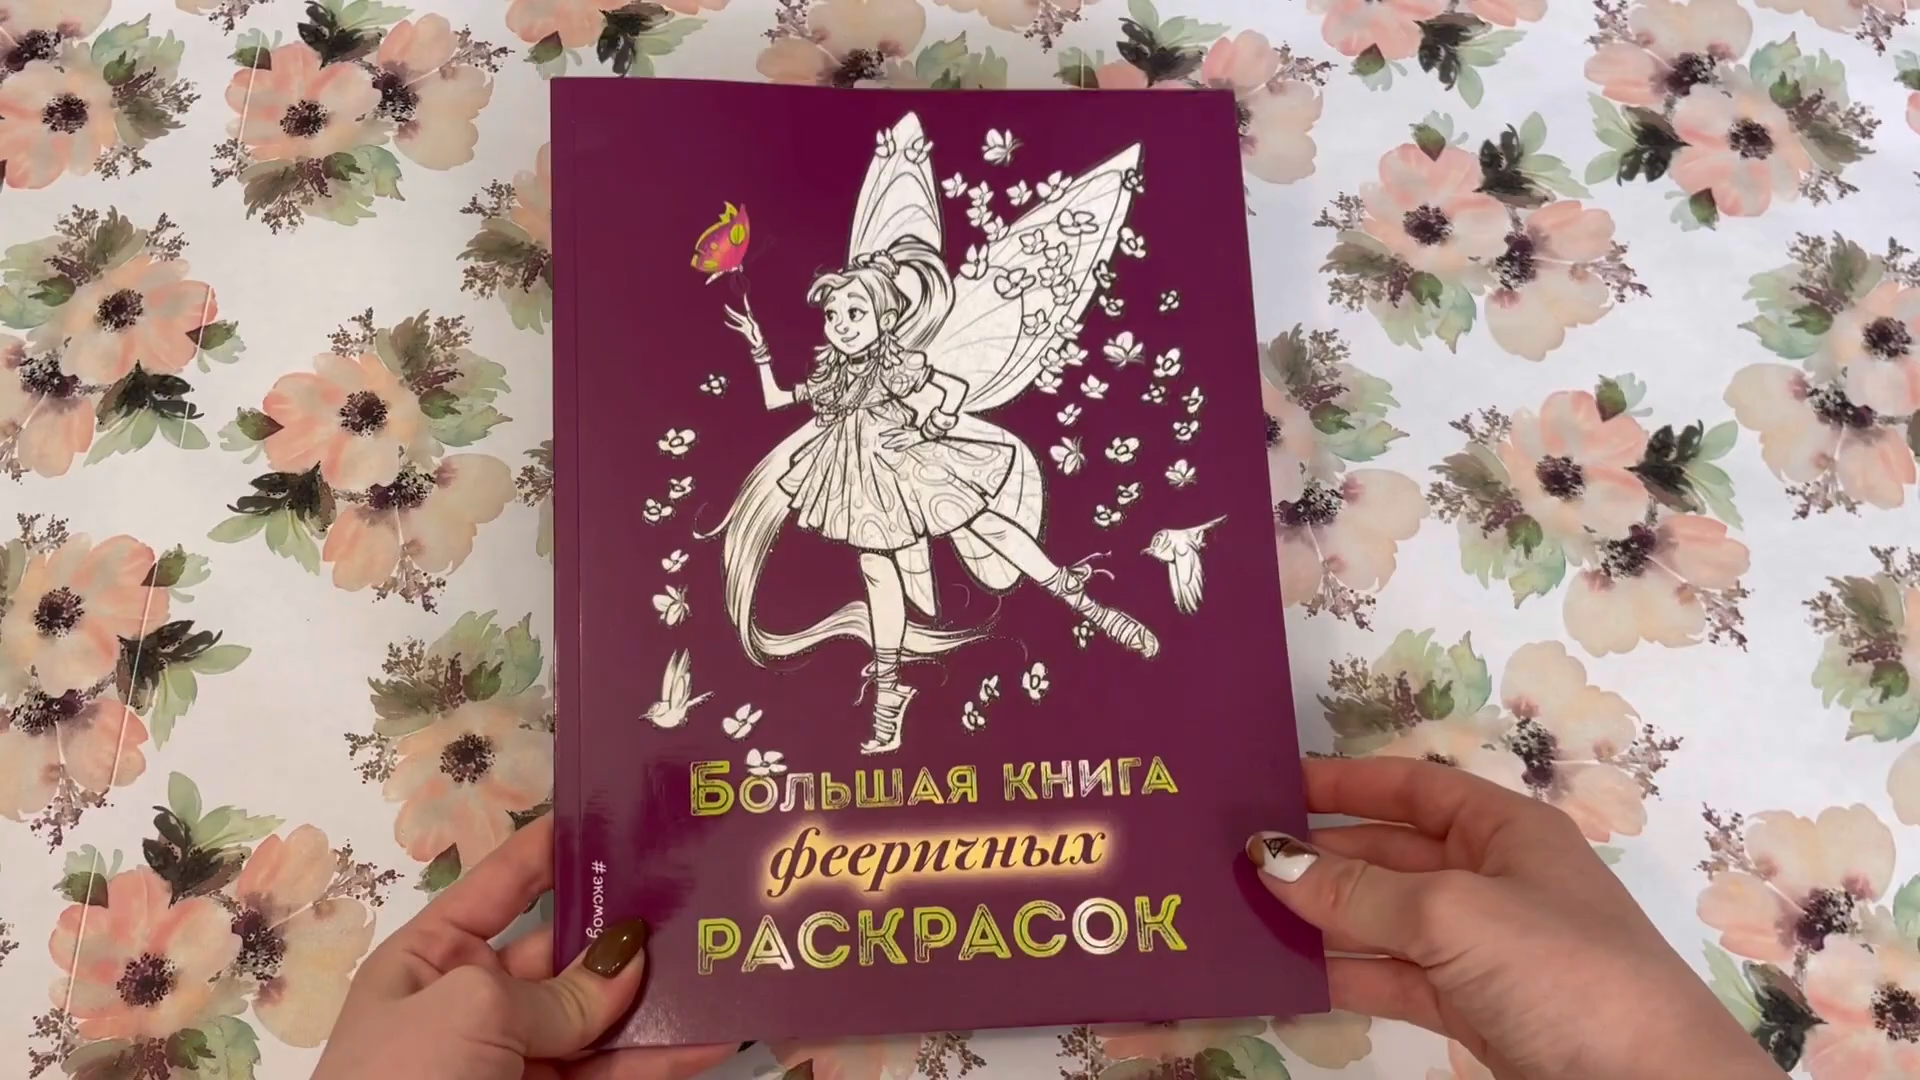 Большая книга
фееричных
раскрасок